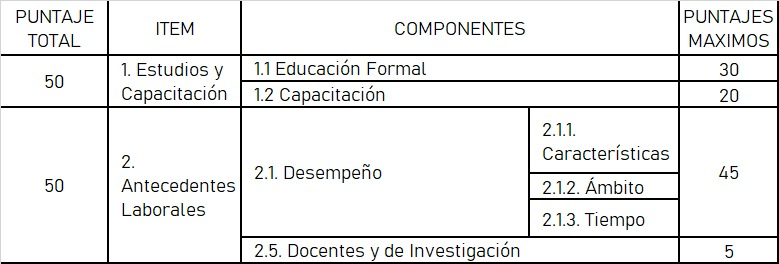 PUNTAJE
TOTAL
ITEM
COMPONENTES
PUNTAJES
MAXIMOS
50
1. Estudios y
Capacitación
1.1 Educación Formal
30
1.2 Capacitación
20
50
2.
Antecedentes
Laborales
2.1. Desempeño
2.1.1.
Características
2.1.2. Ámbito
2.1.3. Tiempo
45
2.5. Docentes y de Investigación
5